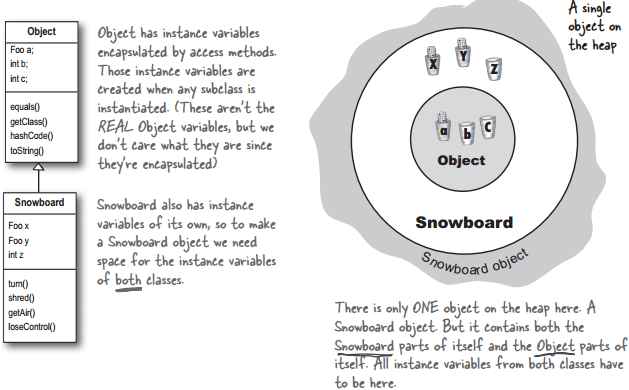 Object
Foo a;
int b;
int c;
equals()
getClass()
hashCode()
toString()
Snowboard
Foo x
Foo y
int z
turn()
shred()
getAir()
loseControl()
Object has instance variables
encapsulated by access methods.
Those instance variables are
created when any subclass is
instantiated. (These aren't the
REAL Object variables, but we
don't care what they are since
they're encapsulated)
Snowboard also has instance
variables of its own, so to make
a Snowboard object we need
space for the instance variables
of both classes.
A single
object on
the heap
X Y Z
a b c
Object
Snowboard
Snowboard object
There is only ONE object on the heap here. A
Snowboard object. But it contains both the
Snowboard parts of itself and the Object parts of
itself. All instance variables from both classes have
to be here.